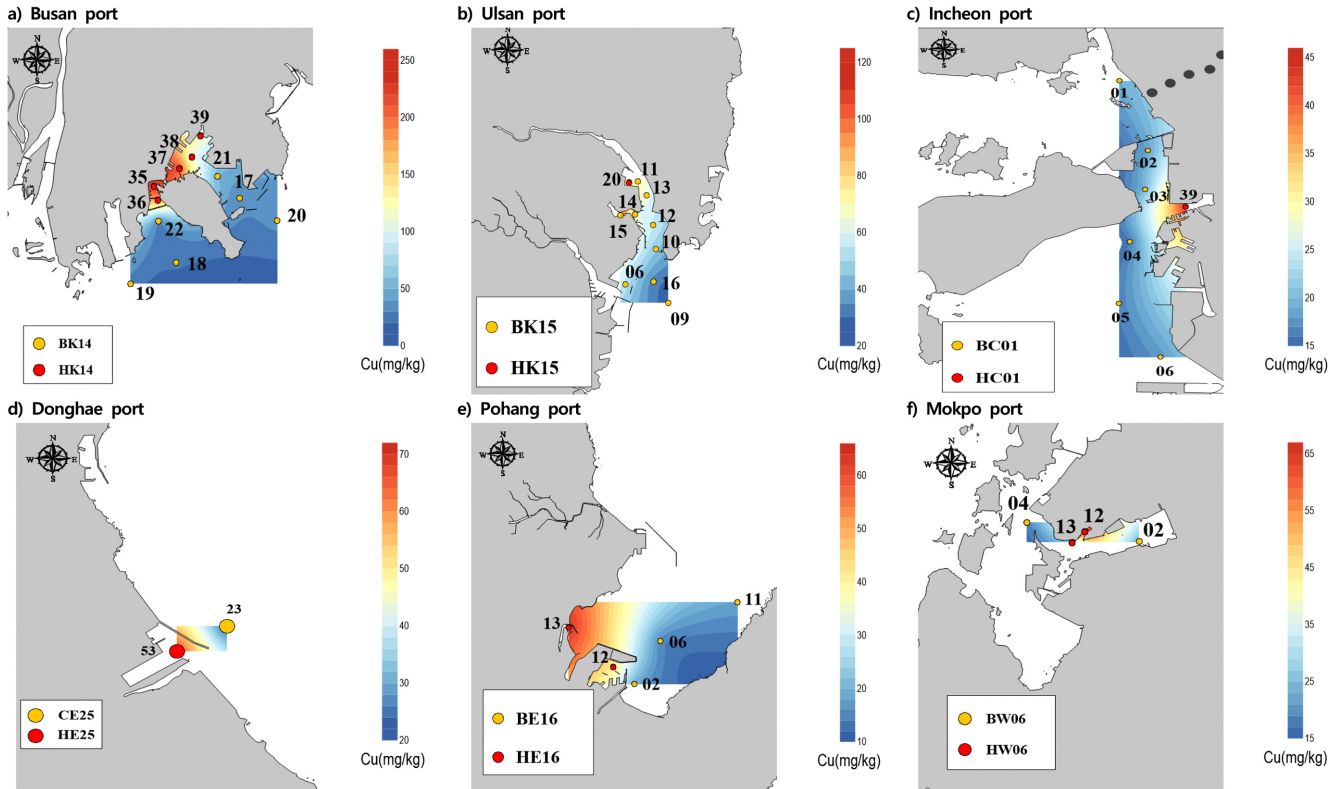 a) Busan port
N
W E
S
39
38
37
21
35
17
36
20
22
18
19
BK14
HK14
250
200
150
100
50
0
Cu(mg/kg)
b) Ulsan port
N
W E
S
11
20
13
14
12
15
10
06
16
09
BK15
HK15
120
100
80
60
40
20
Cu(mg/kg)
c) Incheon port
N
W E
S
01
02
03
39
04
05
06
BC01
HC01
45
40
35
30
25
20
15
Cu(mg/kg)
d) Donghae port
N
W E
S
23
53
CE25
HE25
70
60
50
40
30
20
Cu(mg/kg)
e) Pohang port
N
W E
S
11
13
06
12
02
BE16
HE16
60
50
40
30
20
10
Cu(mg/kg)
f) Mokpo port
N
W E
S
04
12
13
02
BW06
HW06
65
55
45
35
25
15
Cu(mg/kg)